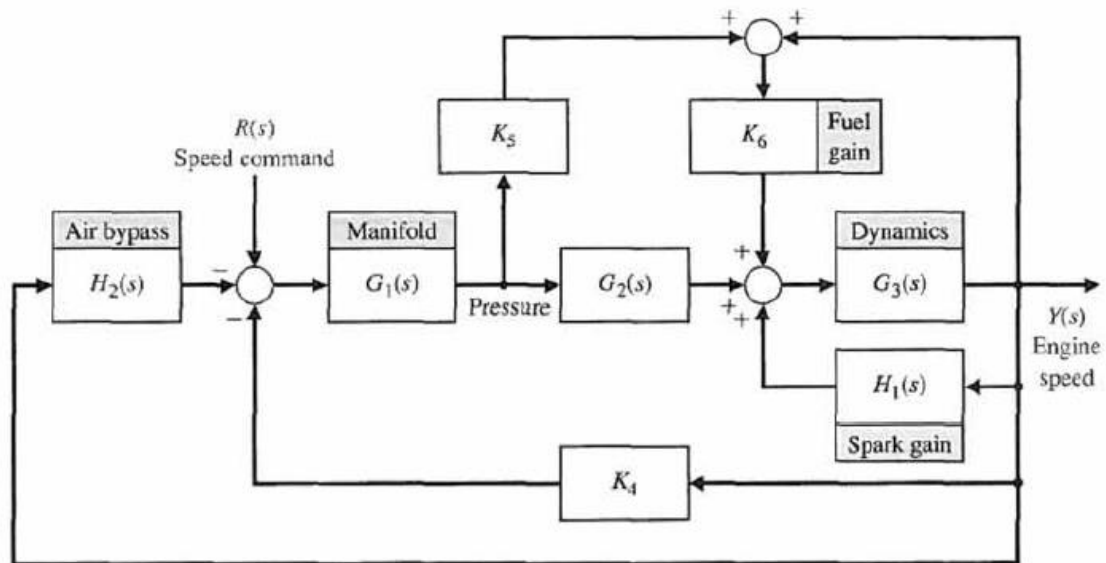 +
+
K₅
K₆
Fuel
gain
R(s)
Speed command
Air bypass
H₂(s)
−
−
Manifold
G₁(s)
Pressure
G₂(s)
+
+
+
Dynamics
G₃(s)
Y(s)
Engine
speed
H₁(s)
Spark gain
K₄